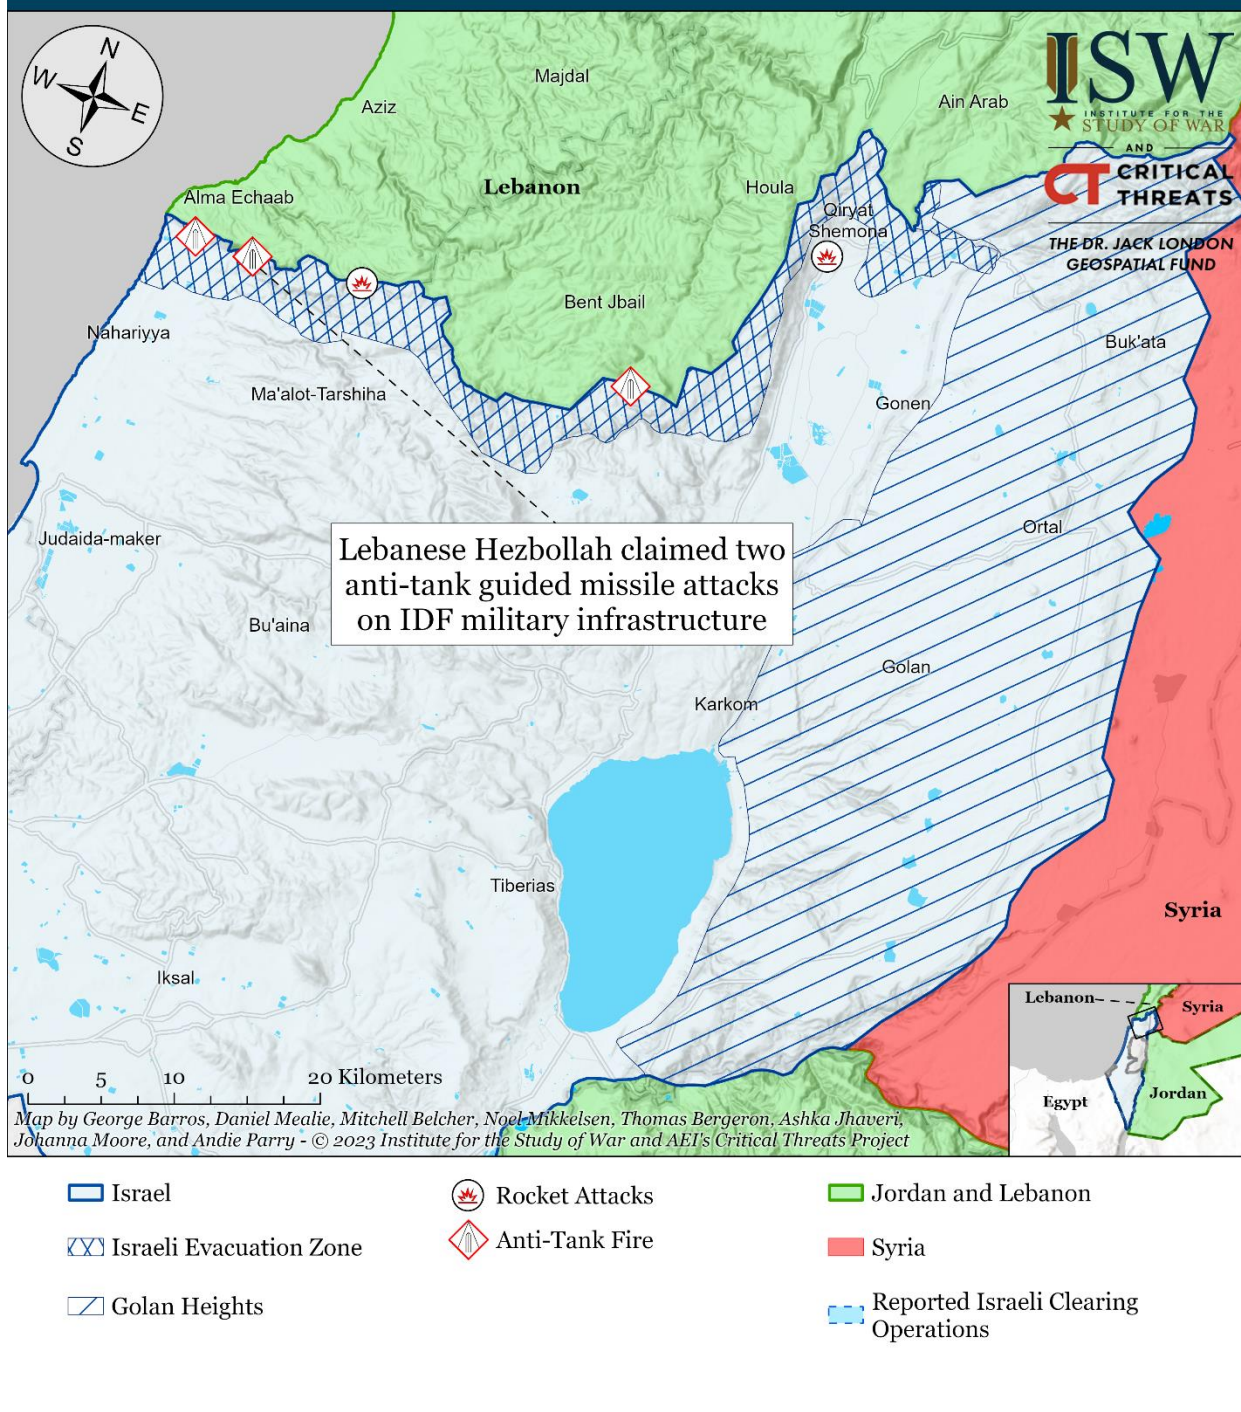 N
W
E
S
ISW
INSTITUTE FOR THE
STUDY OF WAR
AND
CT CRITICAL
THREATS
THE DR. JACK LONDON
GEOSPATIAL FUND
Majdal
Aziz
Ain Arab
Lebanon
Houla
Alma Echaab
Qiryat
Shemona
Bent Jbail
Nahariyya
Buk'ata
Ma'alot-Tarshiha
Gonen
Judaida-maker
Ortal
Lebanese Hezbollah claimed two
anti-tank guided missile attacks
on IDF military infrastructure
Bu'aina
Golan
Karkom
Tiberias
Syria
Iksal
Lebanon
Syria
Egypt
Jordan
0 5 10 20 Kilometers
Map by George Barros, Daniel Mealie, Mitchell Belcher, Noel Mikkelsen, Thomas Bergeron, Ashka Jhaveri,
Johanna Moore, and Andie Parry - © 2023 Institute for the Study of War and AEI's Critical Threats Project
Israel
Israeli Evacuation Zone
Golan Heights
Rocket Attacks
Anti-Tank Fire
Jordan and Lebanon
Syria
Reported Israeli Clearing
Operations